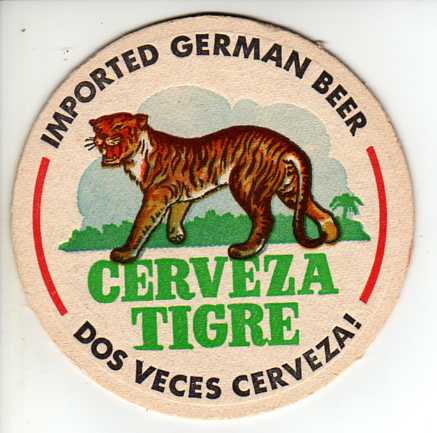 IMPORTED GERMAN BEER
CERVEZA
TIGRE
DOS VECES CERVEZA!